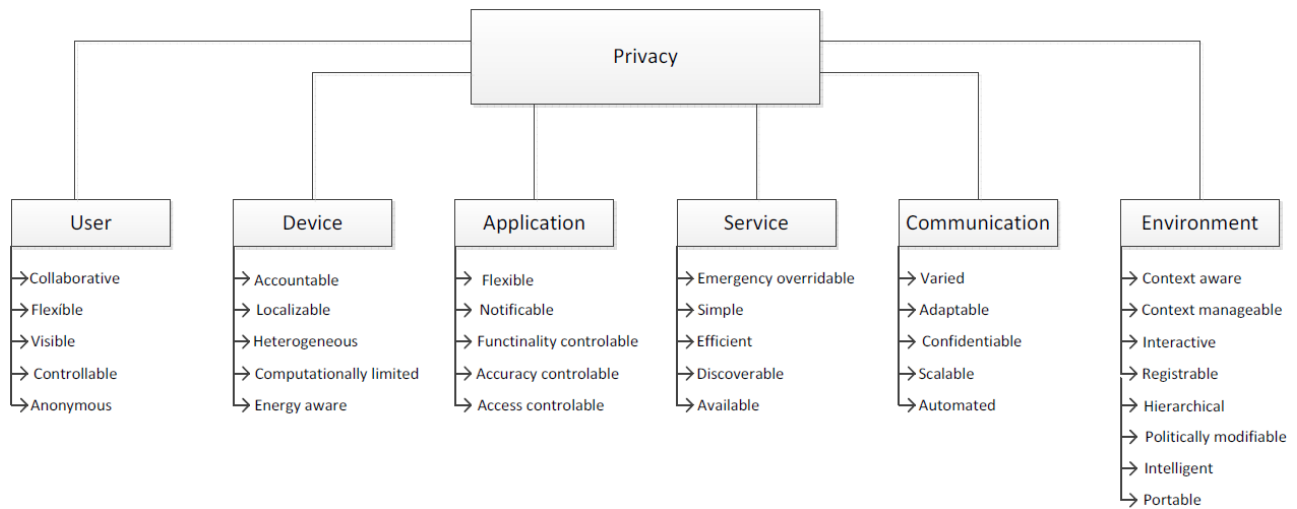 Privacy
User
Device
Application
Service
Communication
Environment
Collaborative
Flexible
Visible
Controllable
Anonymous
Accountable
Localizable
Heterogeneous
Computationally limited
Energy aware
Flexible
Notificable
Functinality controlable
Accuracy controlable
Access controlable
Emergency overridable
Simple
Efficient
Discoverable
Available
Varied
Adaptable
Confidentiable
Scalable
Automated
Context aware
Context manageable
Interactive
Registrable
Hierarchical
Politically modifiable
Intelligent
Portable